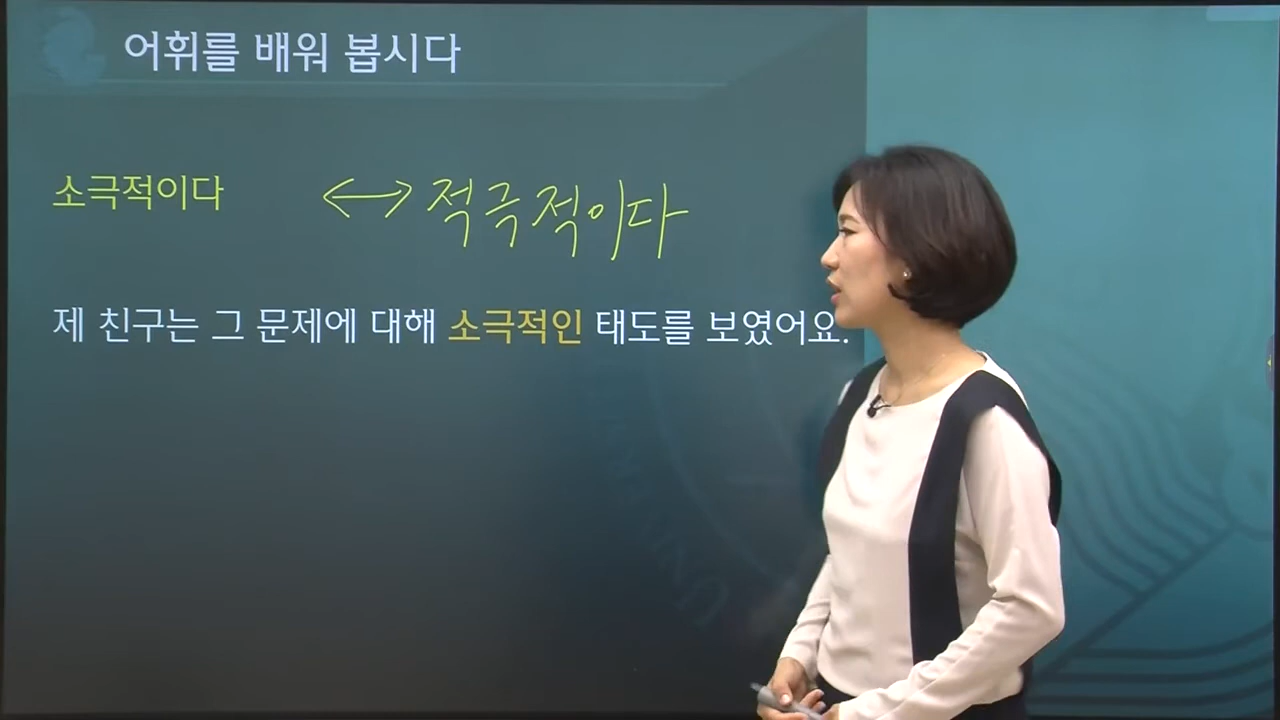 어휘를 배워 봅시다
소극적이다 ↔ 적극적이다
제 친구는 그 문제에 대해 소극적인 태도를 보였어요.